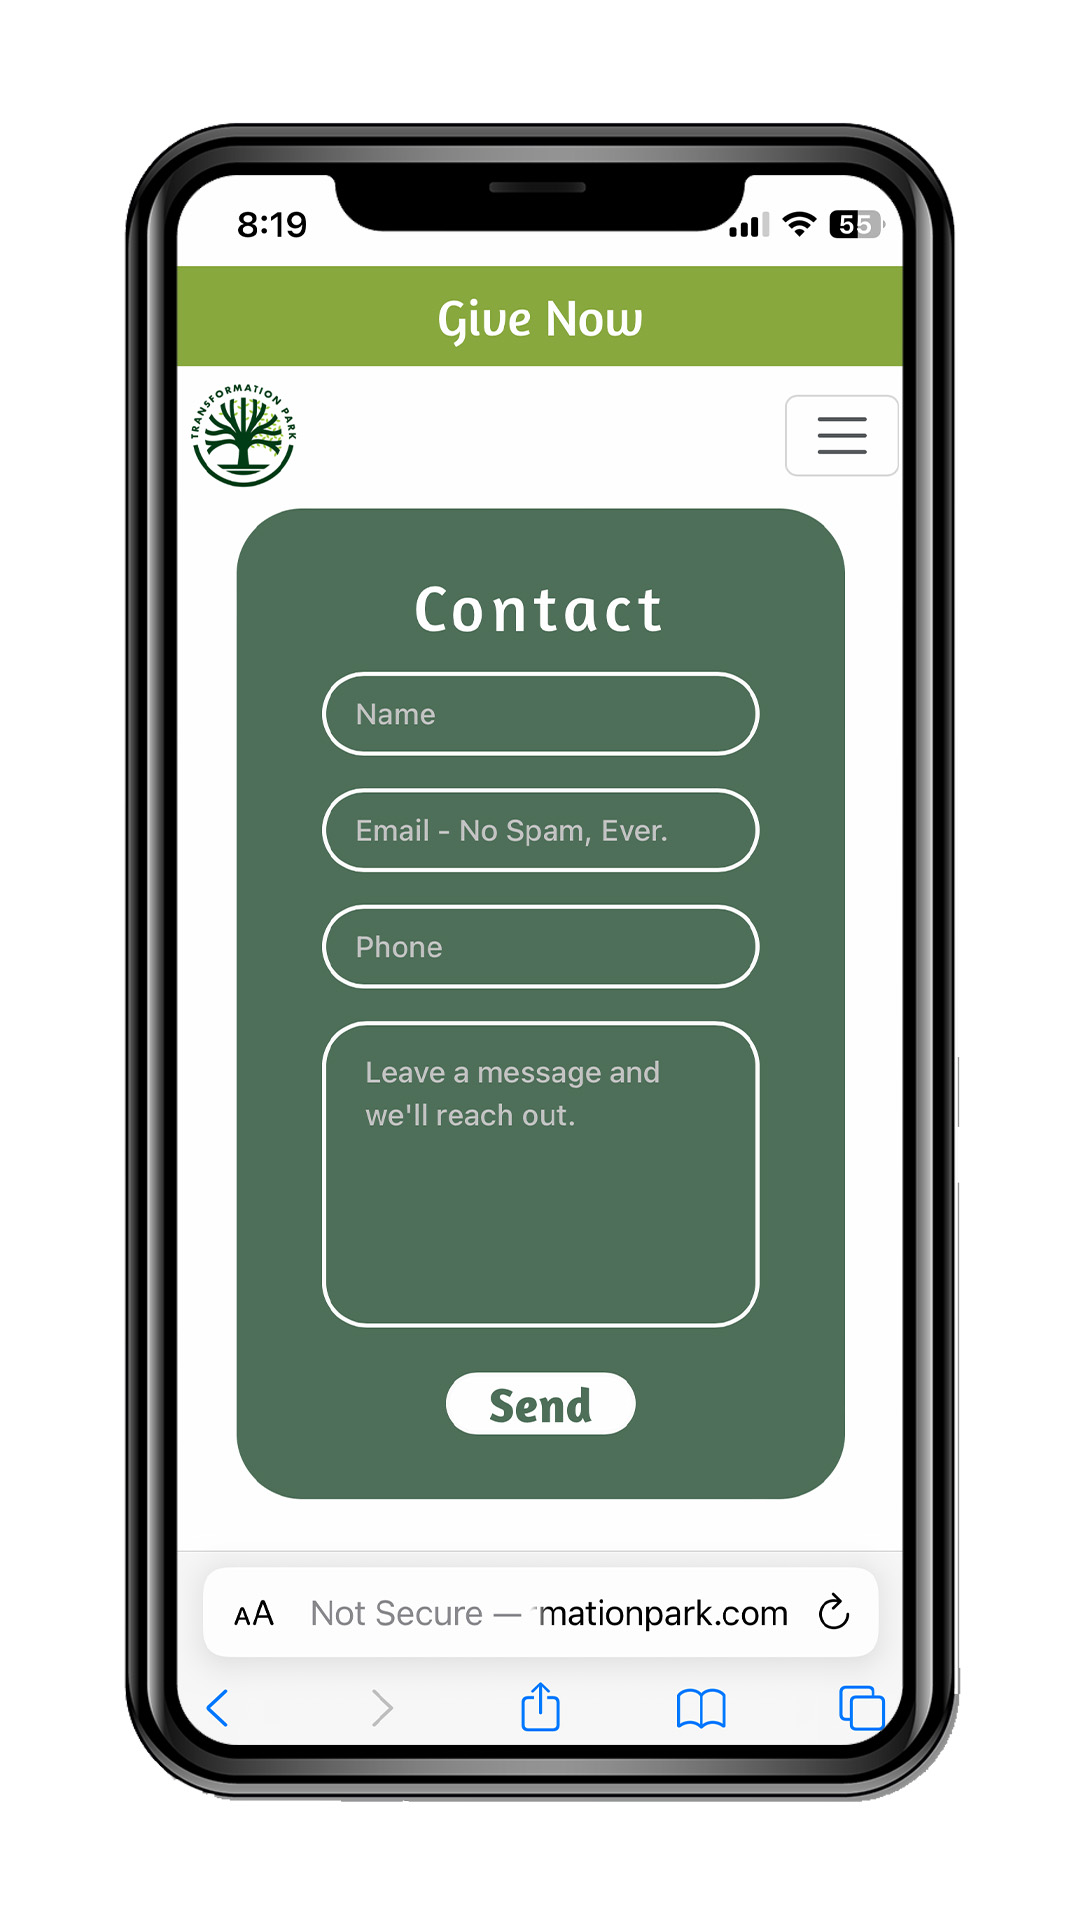 8:19
55
Give Now
TRANSFORMATION PARK
Contact
Name
Email - No Spam, Ever.
Phone
Leave a message and
we'll reach out.
Send
AA Not Secure — mationpark.com